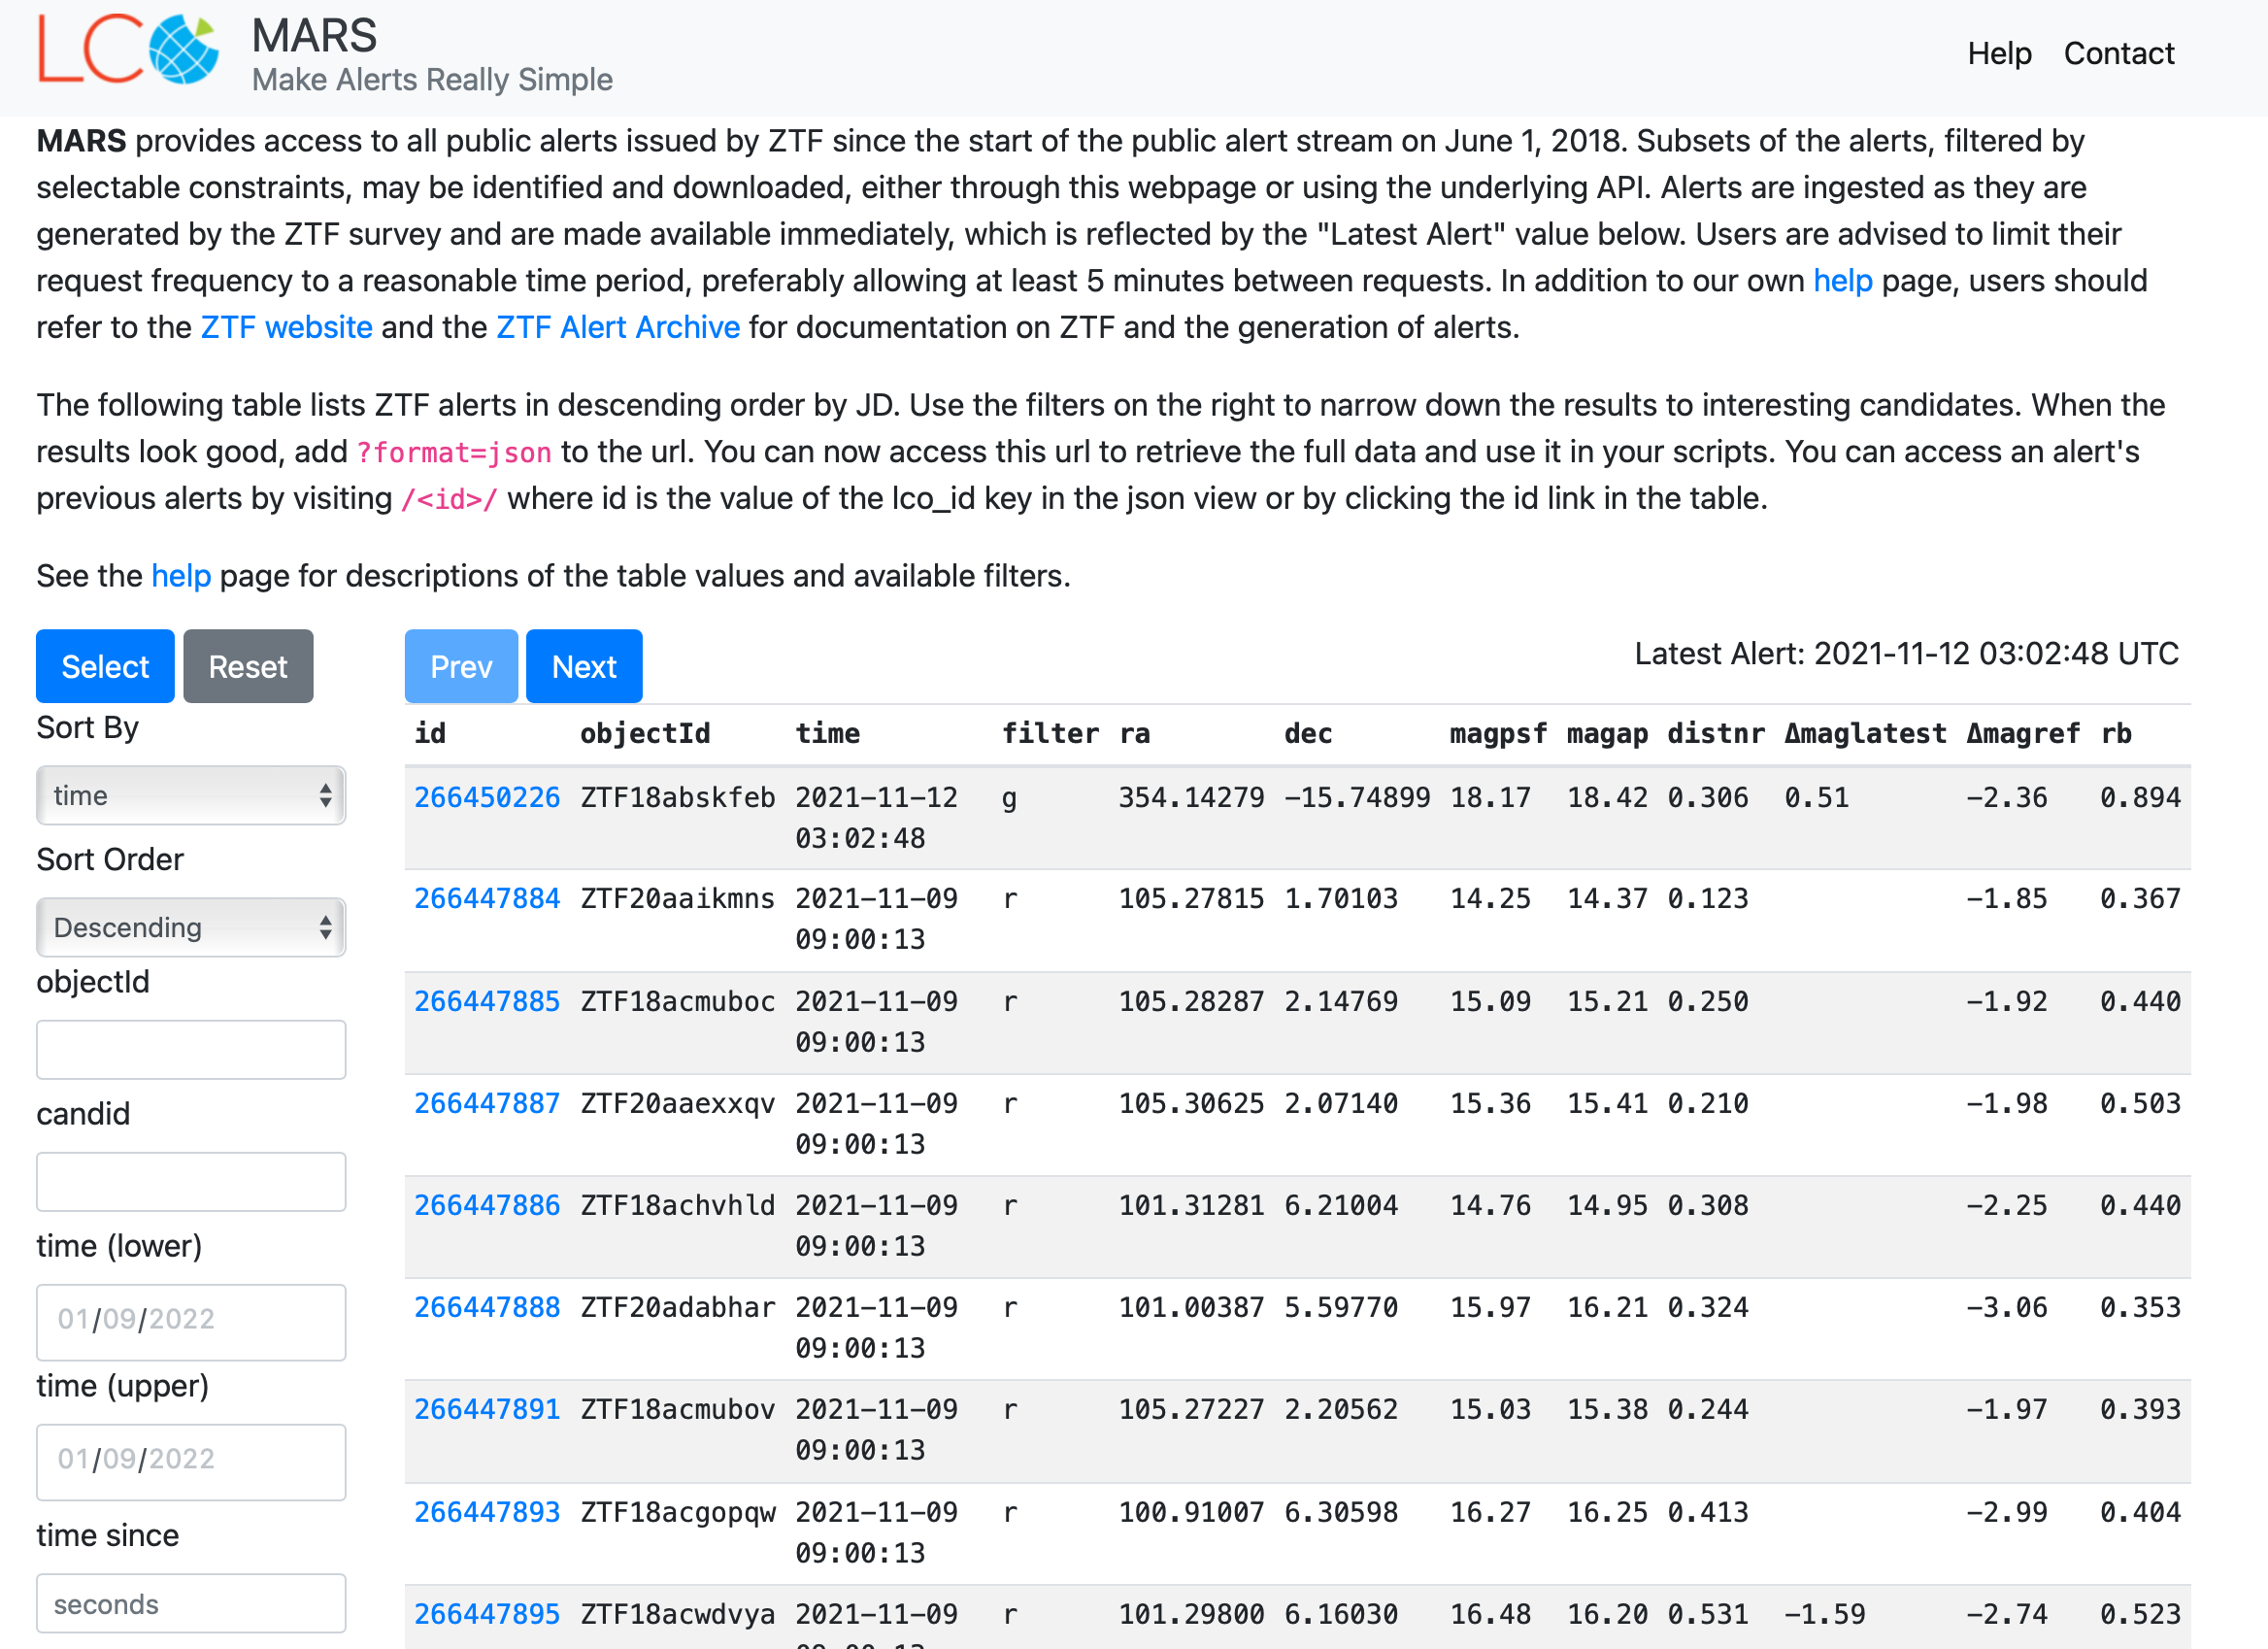 LCO
MARS
Make Alerts Really Simple
Help Contact
MARS provides access to all public alerts issued by ZTF since the start of the public alert stream on June 1, 2018. Subsets of the alerts, filtered by
selectable constraints, may be identified and downloaded, either through this webpage or using the underlying API. Alerts are ingested as they are
generated by the ZTF survey and are made available immediately, which is reflected by the "Latest Alert" value below. Users are advised to limit their
request frequency to a reasonable time period, preferably allowing at least 5 minutes between requests. In addition to our own help page, users should
refer to the ZTF website and the ZTF Alert Archive for documentation on ZTF and the generation of alerts.
The following table lists ZTF alerts in descending order by JD. Use the filters on the right to narrow down the results to interesting candidates. When the
results look good, add ?format=json to the url. You can now access this url to retrieve the full data and use it in your scripts. You can access an alert's
previous alerts by visiting /<id>/ where id is the value of the lco_id key in the json view or by clicking the id link in the table.
See the help page for descriptions of the table values and available filters.
Select Reset
Sort By
time
Sort Order
Descending
objectId
candid
time (lower)
01/09/2022
time (upper)
01/09/2022
time since
seconds
Prev Next
Latest Alert: 2021-11-12 03:02:48 UTC
id objectId time filter ra dec magpsf magap distnr Δmaglatest Δmagref rb
266450226 ZTF18abskfeb 2021-11-12 g 354.14279 -15.74899 18.17 18.42 0.306 0.51 -2.36 0.894
03:02:48
266447884 ZTF20aaikmns 2021-11-09 r 105.27815 1.70103 14.25 14.37 0.123 -1.85 0.367
09:00:13
266447885 ZTF18acmuboc 2021-11-09 r 105.28287 2.14769 15.09 15.21 0.250 -1.92 0.440
09:00:13
266447887 ZTF20aaexxqv 2021-11-09 r 105.30625 2.07140 15.36 15.41 0.210 -1.98 0.503
09:00:13
266447886 ZTF18achvhld 2021-11-09 r 101.31281 6.21004 14.76 14.95 0.308 -2.25 0.440
09:00:13
266447888 ZTF20adabhar 2021-11-09 r 101.00387 5.59770 15.97 16.21 0.324 -3.06 0.353
09:00:13
266447891 ZTF18acmubov 2021-11-09 r 105.27227 2.20562 15.03 15.38 0.244 -1.97 0.393
09:00:13
266447893 ZTF18acgopqw 2021-11-09 r 100.91007 6.30598 16.27 16.25 0.413 -2.99 0.404
09:00:13
266447895 ZTF18acwdvya 2021-11-09 r 101.29800 6.16030 16.48 16.20 0.531 -1.59 -2.74 0.523